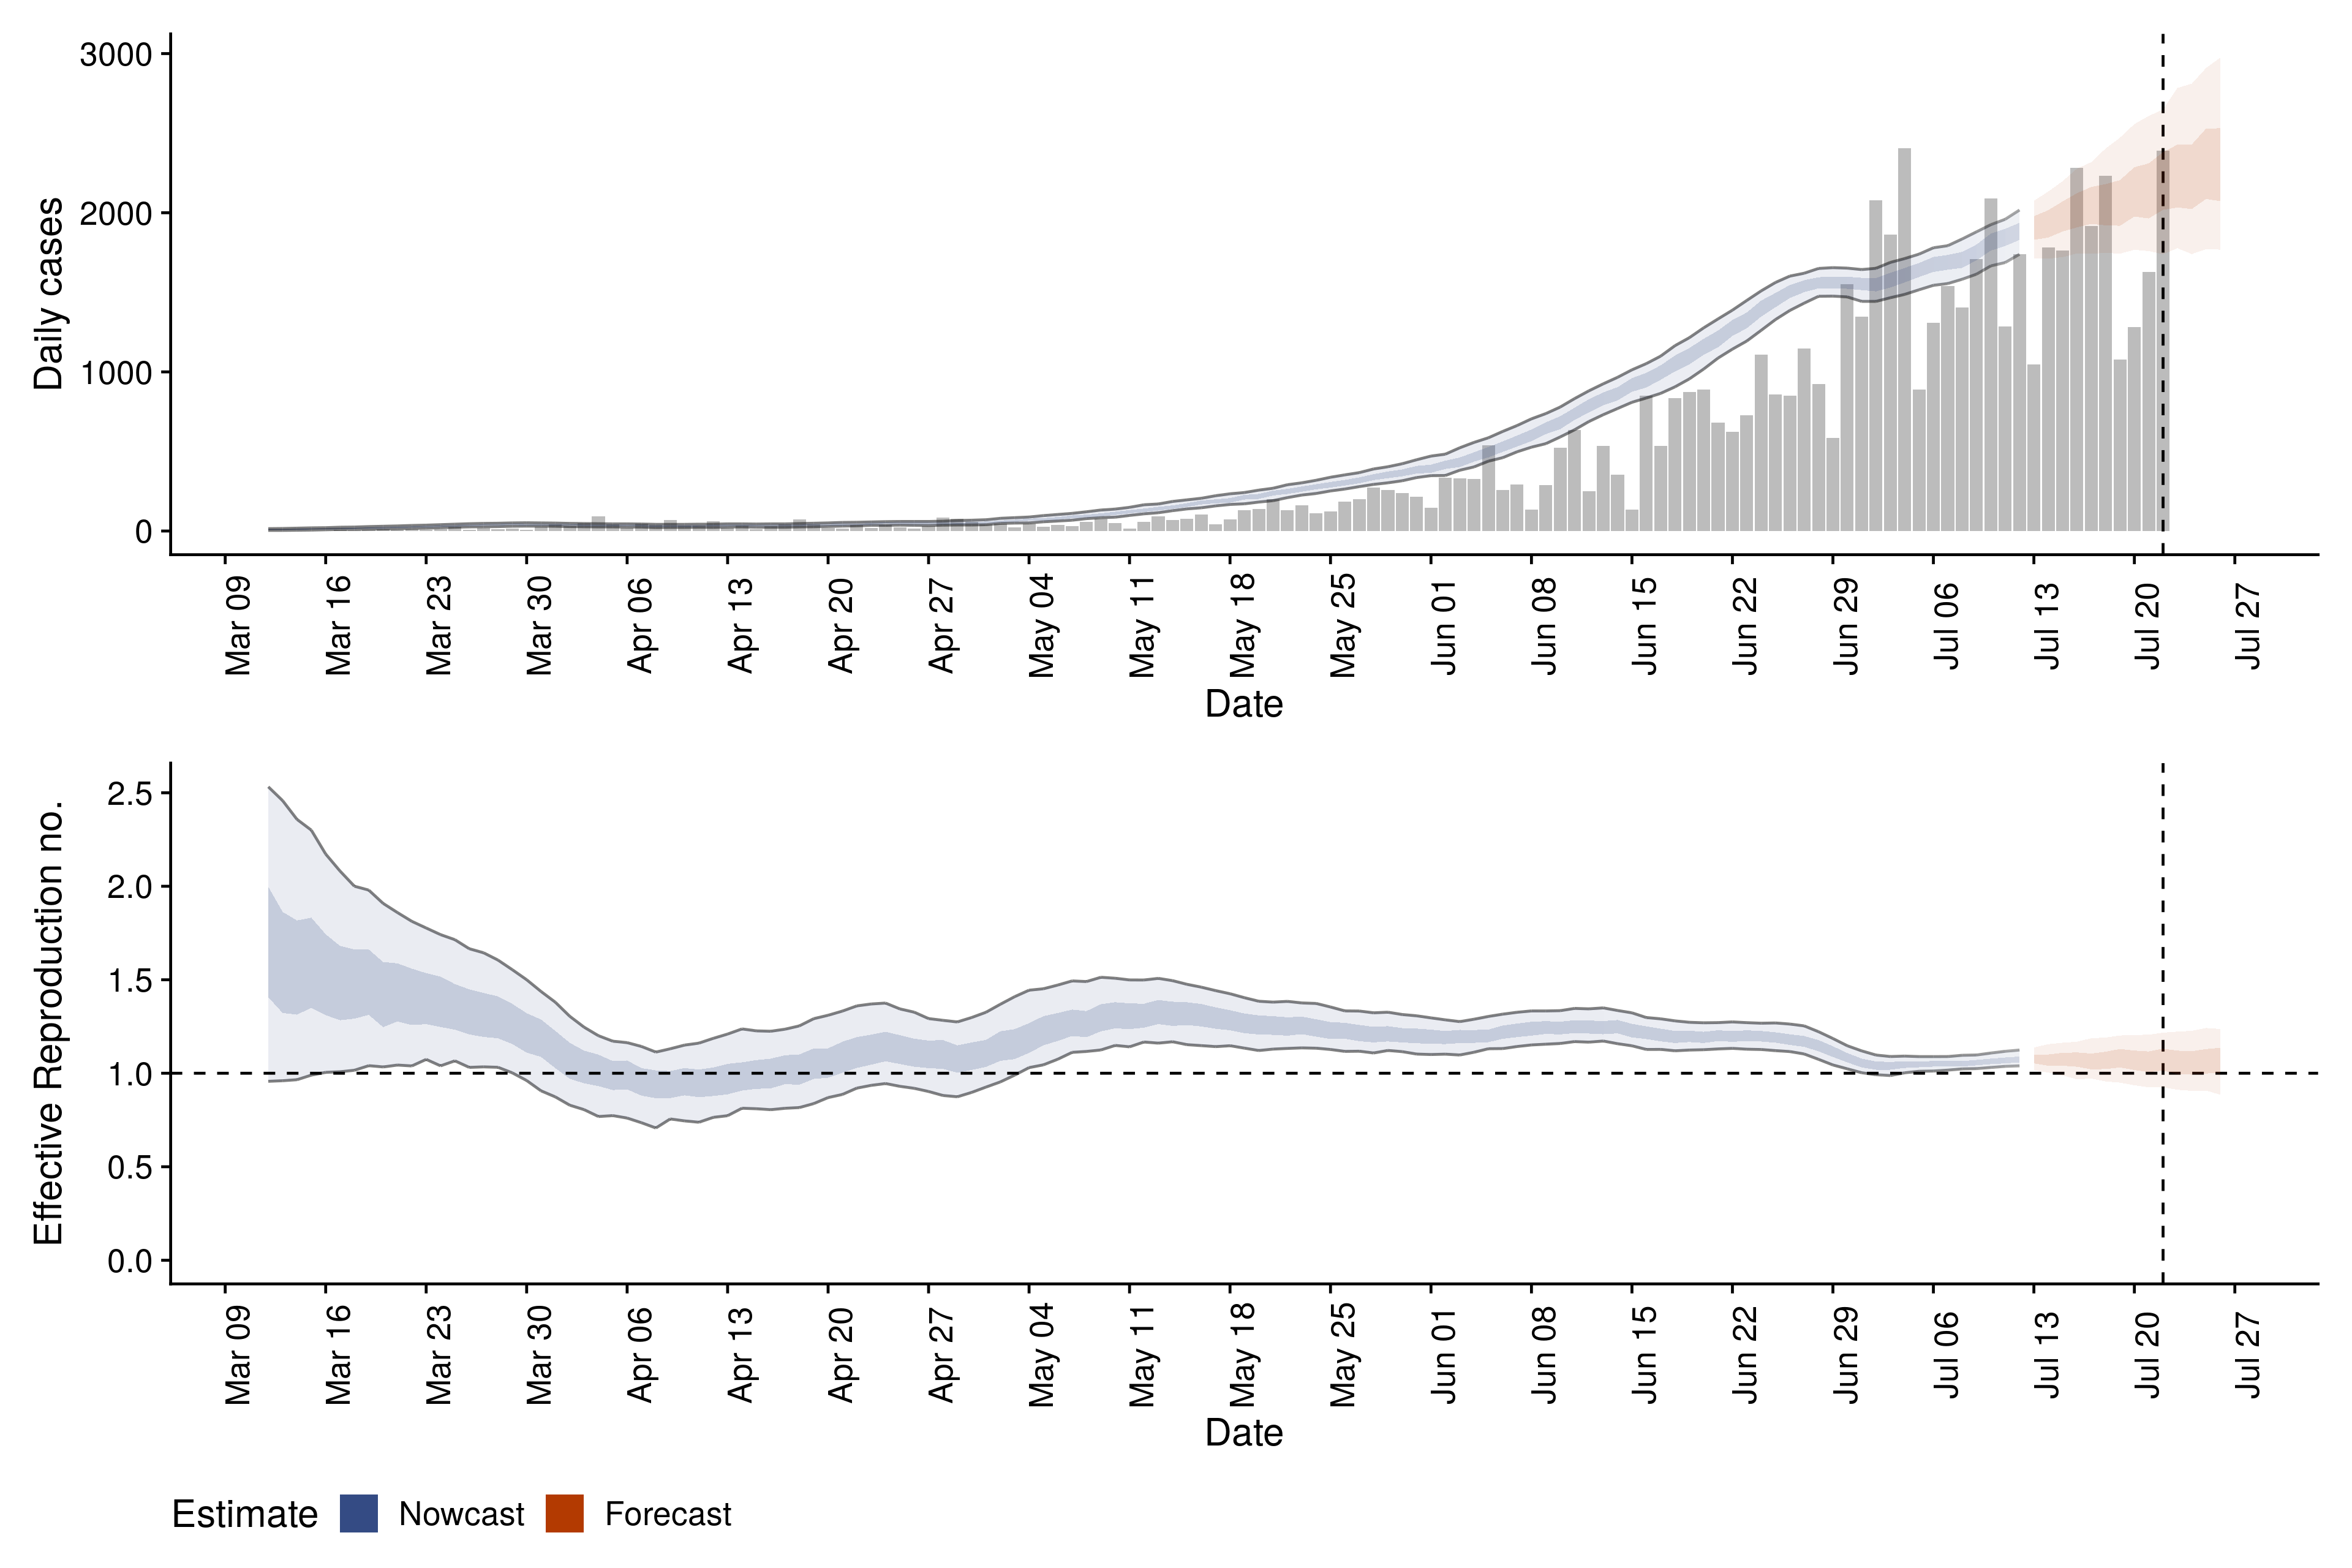 3000
2000
1000
0
Daily cases
Mar 09
Mar 16
Mar 23
Mar 30
Apr 06
Apr 13
Apr 20
Apr 27
May 04
May 11
May 18
May 25
Jun 01
Jun 08
Jun 15
Jun 22
Jun 29
Jul 06
Jul 13
Jul 20
Jul 27
Date
2.5
2.0
1.5
1.0
0.5
0.0
Effective Reproduction no.
Mar 09
Mar 16
Mar 23
Mar 30
Apr 06
Apr 13
Apr 20
Apr 27
May 04
May 11
May 18
May 25
Jun 01
Jun 08
Jun 15
Jun 22
Jun 29
Jul 06
Jul 13
Jul 20
Jul 27
Date
Estimate Nowcast Forecast